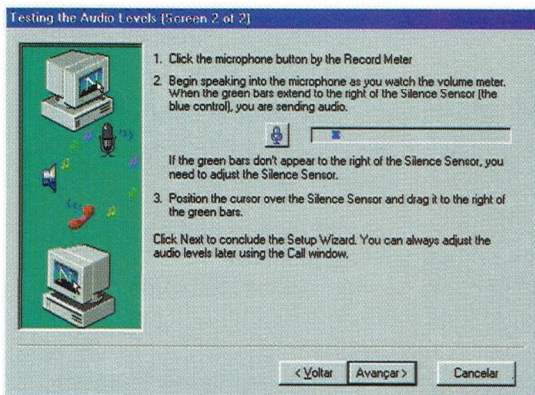 Testing the Audio Levels [Screen 2 of 2]
1. Click the microphone button by the Record Meter
2. Begin speaking into the microphone as you watch the volume meter.
When the green bars extend to the right of the Silence Sensor (the
blue control), you are sending audio.
If the green bars don't appear to the right of the Silence Sensor, you
need to adjust the Silence Sensor.
3. Position the cursor over the Silence Sensor and drag it to the right of
the green bars.
Click Next to conclude the Setup Wizard. You can always adjust the
audio levels later using the Call window.
< Voltar Avançar > Cancelar
N
N